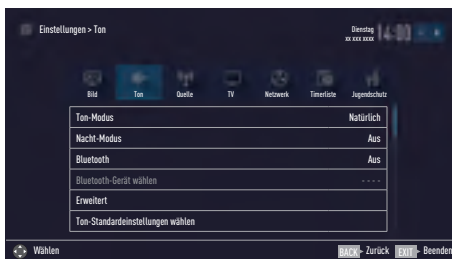 Einstellungen > Ton
Dienstag
xx xxx xxxx
14:00
Bild Ton Quelle TV Netzwerk Timerliste Jugendschutz
Ton-Modus Natürlich
Nacht-Modus Aus
Bluetooth Aus
Bluetooth-Gerät wählen ----
Erweitert
Ton-Standardeinstellungen wählen
Wählen BACK Zurück EXIT Beenden